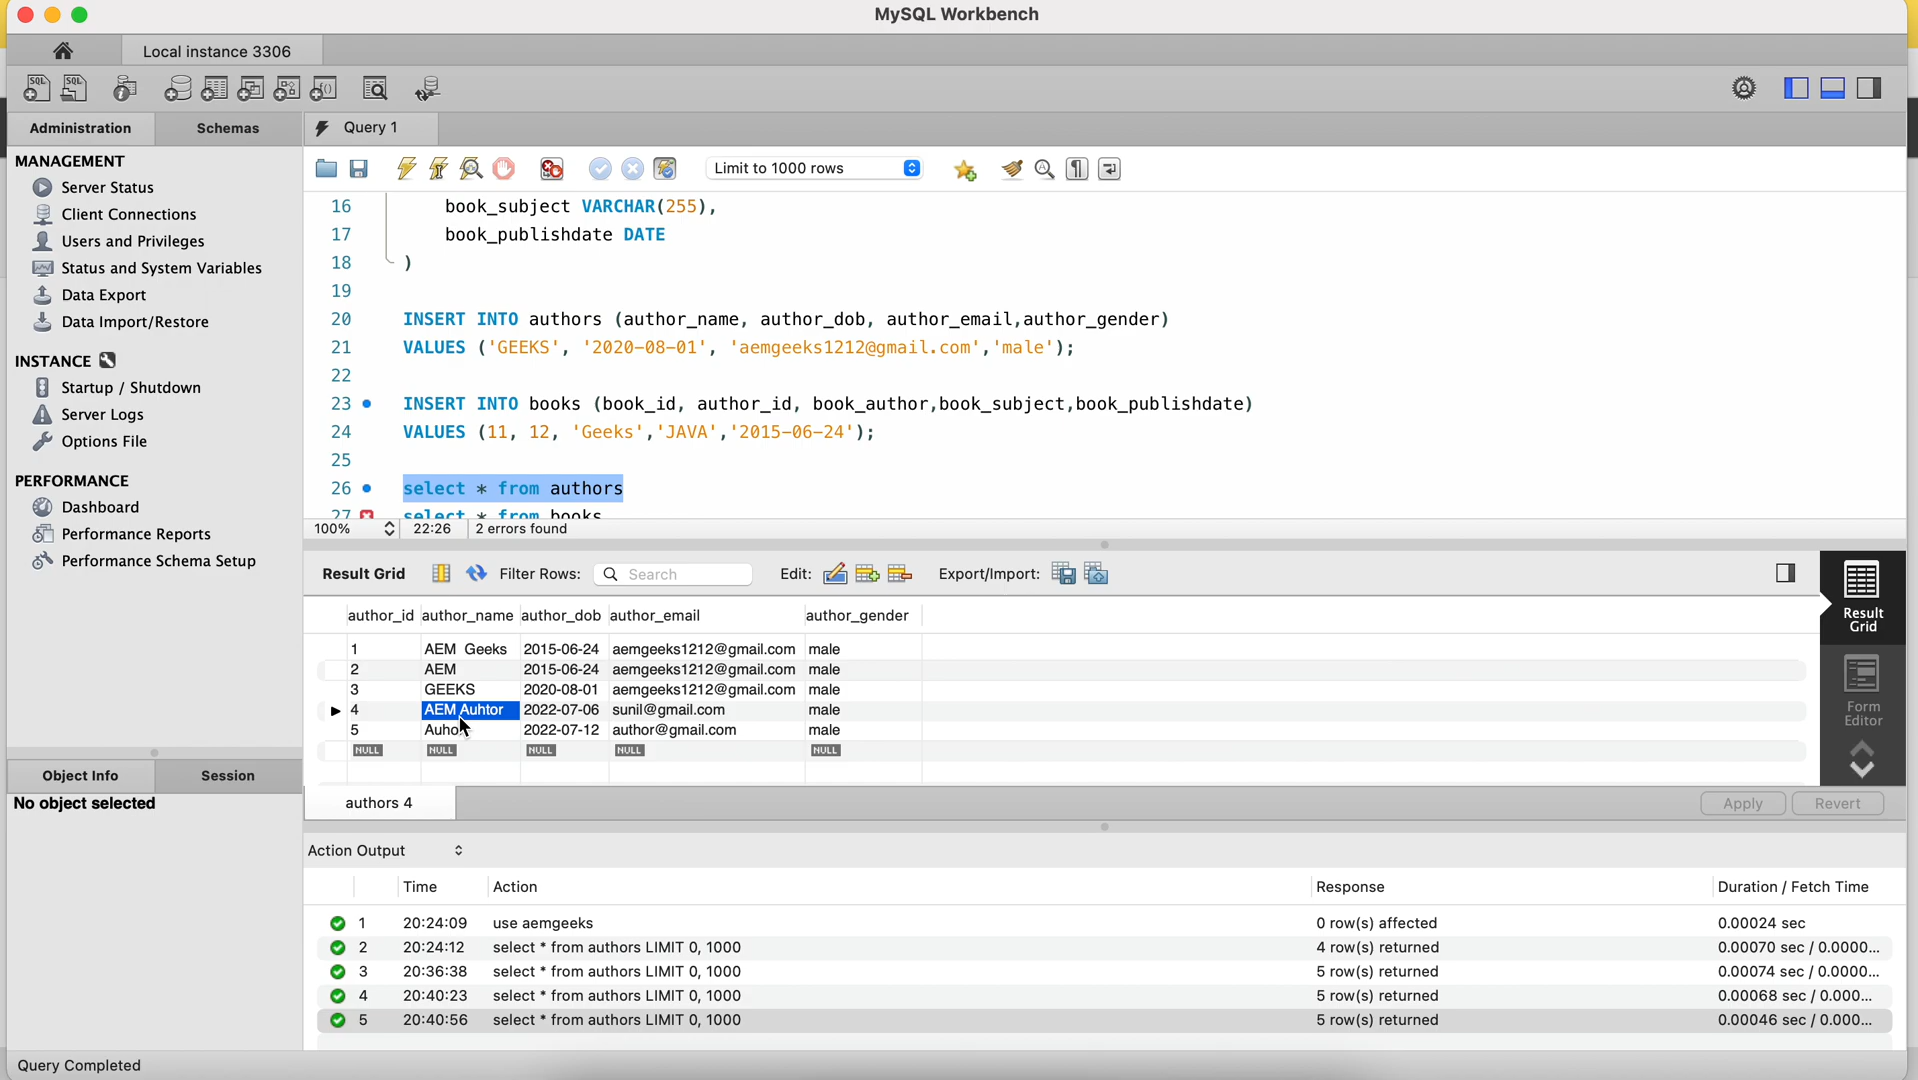 MySQL Workbench
Local instance 3306
SQL SQL
Administration Schemas Query 1
MANAGEMENT
Server Status
Client Connections
Users and Privileges
Status and System Variables
Data Export
Data Import/Restore
INSTANCE
Startup / Shutdown
Server Logs
Options File
PERFORMANCE
Dashboard
Performance Reports
Performance Schema Setup
Object Info Session
No object selected
Limit to 1000 rows
16 book_subject VARCHAR(255),
17 book_publishdate DATE
18 )
19
20 INSERT INTO authors (author_name, author_dob, author_email,author_gender)
21 VALUES ('GEEKS', '2020-08-01', 'aemgeeks1212@gmail.com','male');
22
23 INSERT INTO books (book_id, author_id, book_author,book_subject,book_publishdate)
24 VALUES (11, 12, 'Geeks','JAVA','2015-06-24');
25
26 select * from authors
27 select * from books
100% 22:26 2 errors found
Result Grid Filter Rows: Search Edit: Export/Import:
author_id author_name author_dob author_email author_gender
1 AEM Geeks 2015-06-24 aemgeeks1212@gmail.com male
2 AEM 2015-06-24 aemgeeks1212@gmail.com male
3 GEEKS 2020-08-01 aemgeeks1212@gmail.com male
4 AEM Auhtor 2022-07-06 sunil@gmail.com male
5 2022-07-12 author@gmail.com male
NULL NULL NULL NULL NULL
Result
Grid
Form
Editor
authors 4 Apply Revert
Action Output
Time Action Response Duration / Fetch Time
1 20:24:09 use aemgeeks 0 row(s) affected 0.00024 sec
2 20:24:12 select * from authors LIMIT 0, 1000 4 row(s) returned 0.00070 sec / 0.0000...
3 20:36:38 select * from authors LIMIT 0, 1000 5 row(s) returned 0.00074 sec / 0.0000...
4 20:40:23 select * from authors LIMIT 0, 1000 5 row(s) returned 0.00068 sec / 0.000...
5 20:40:56 select * from authors LIMIT 0, 1000 5 row(s) returned 0.00046 sec / 0.000...
Query Completed